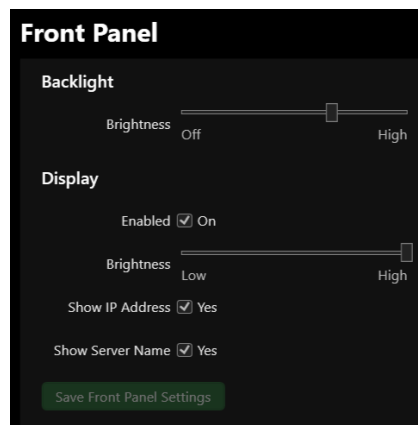 Front Panel
Backlight
Brightness
Off High
Display
Enabled On
Brightness
Low High
Show IP Address Yes
Show Server Name Yes
Save Front Panel Settings